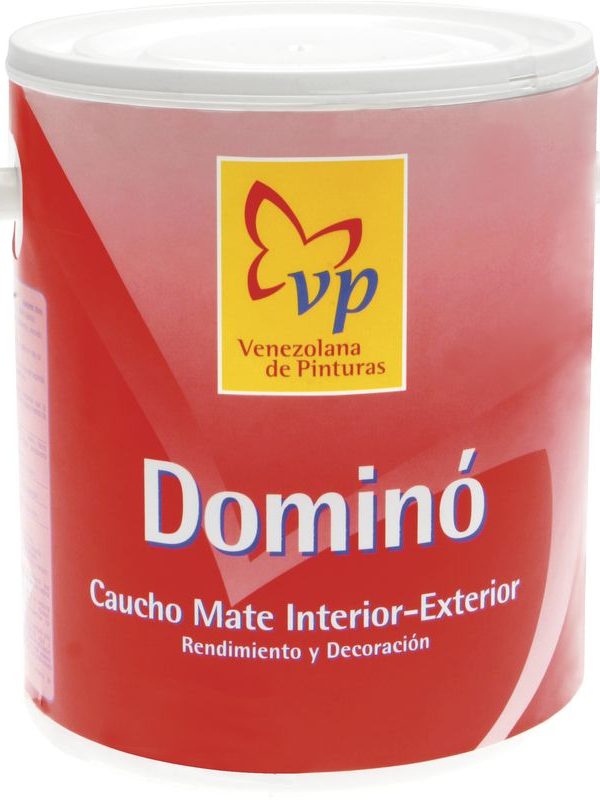 vp
Venezolana
de Pinturas
Dominó
Caucho Mate Interior-Exterior
Rendimiento y Decoración